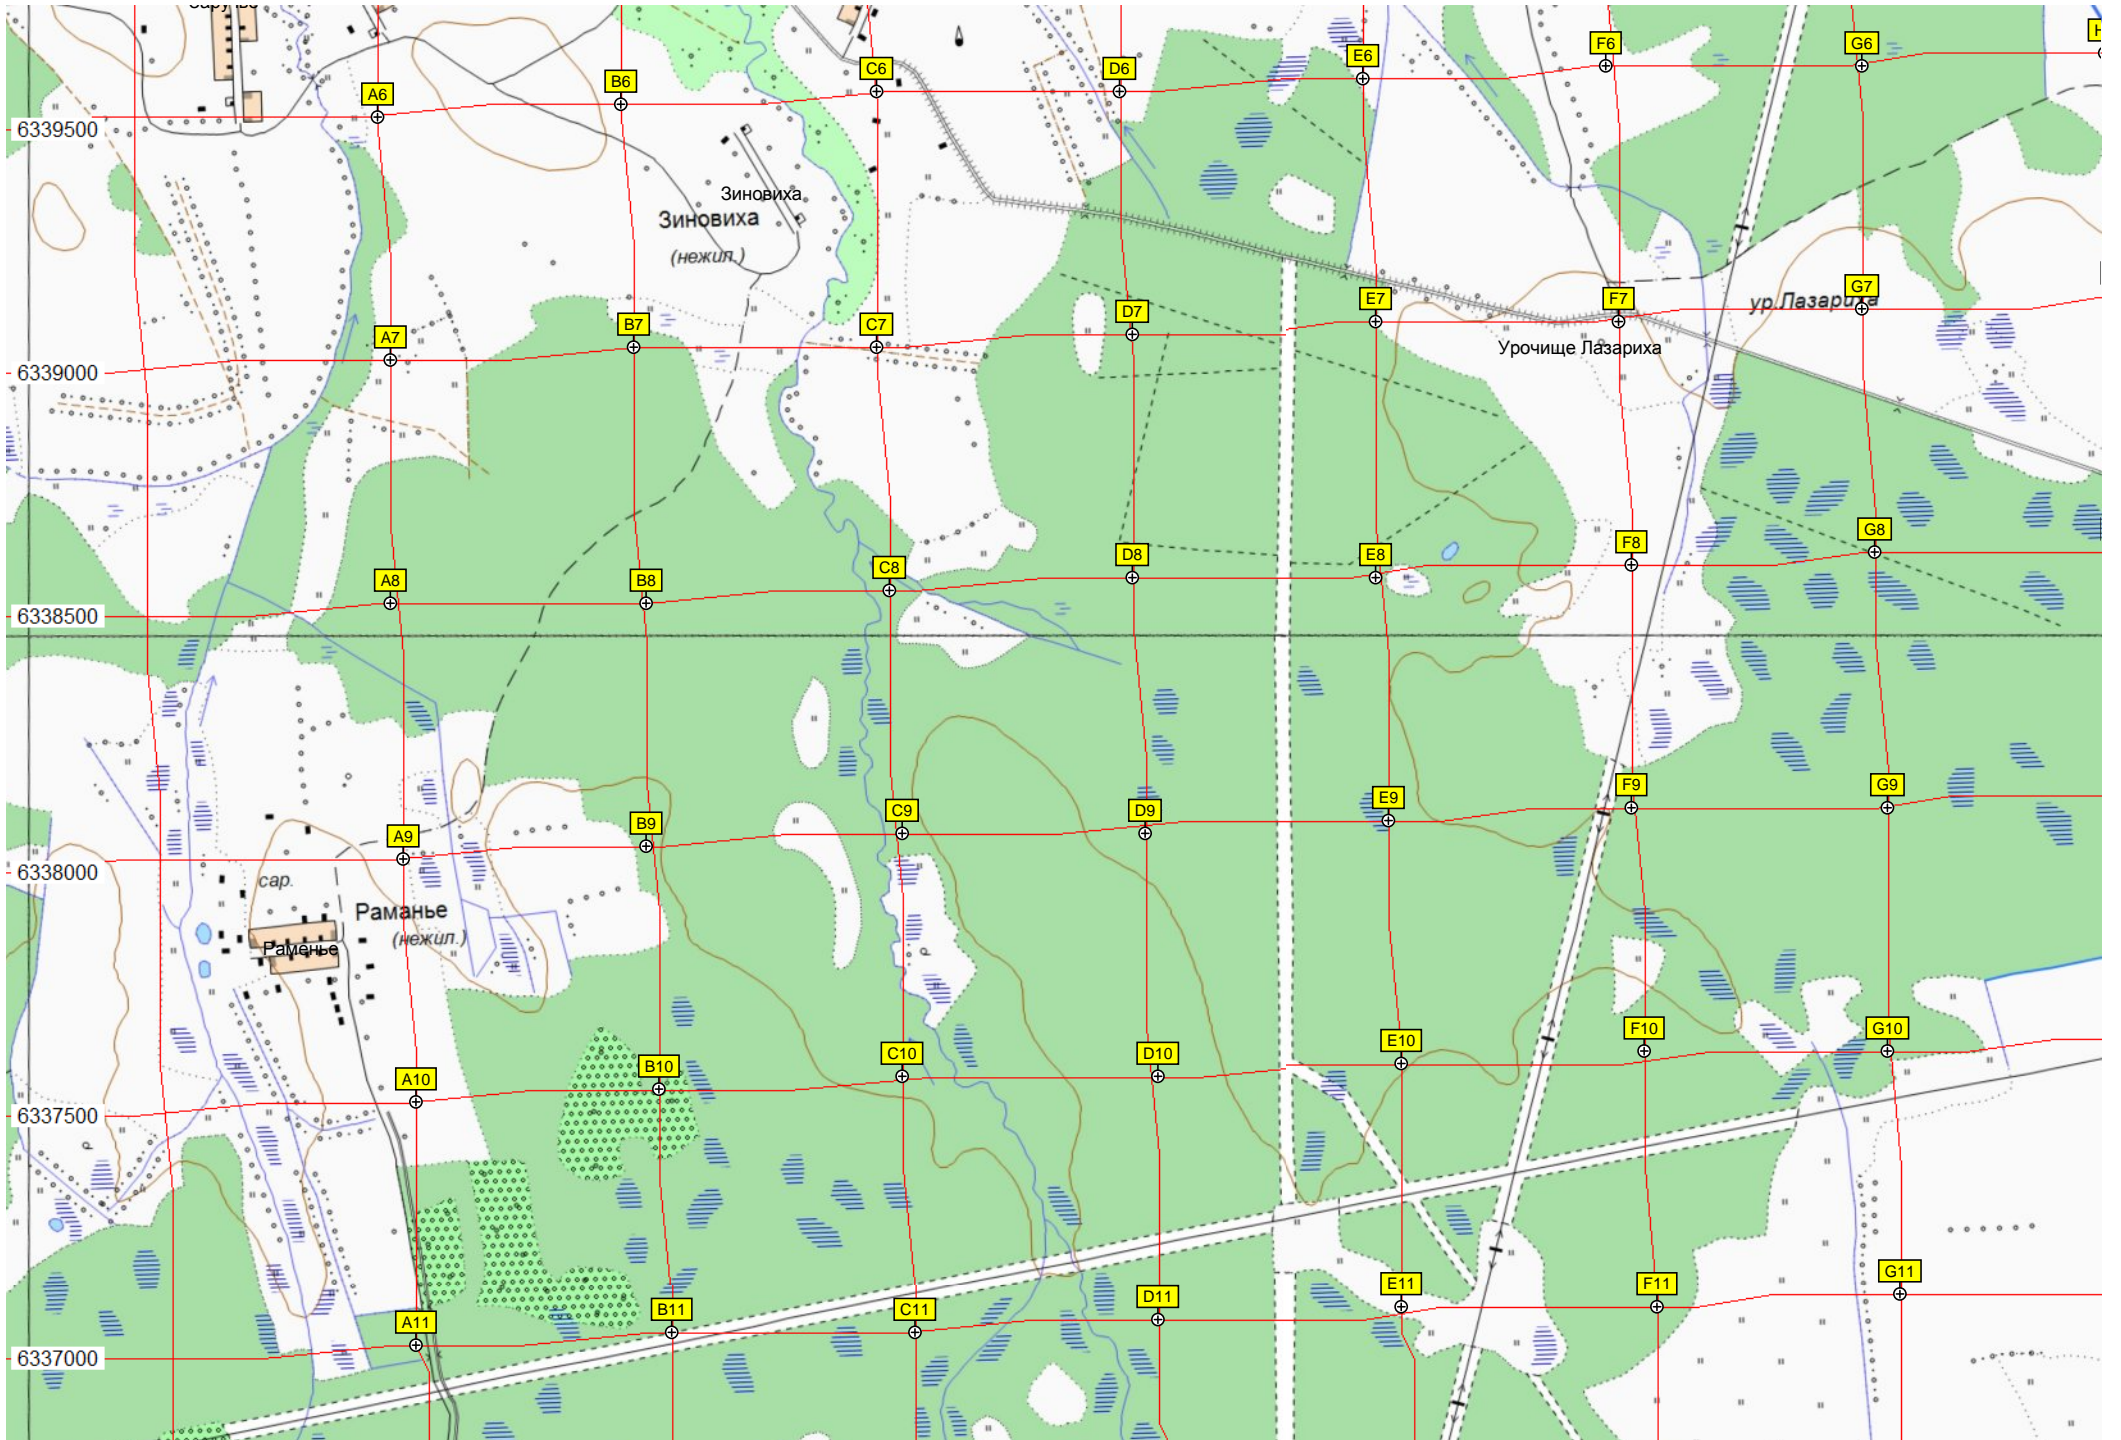 F6
G6
E6
C6
D6
B6
A6
6339500
Зиновиха
Зиновиха
(нежил.)
G7
ур.Лазариха
E7
F7
D7
C7
B7
A7
Урочище Лазариха
6339000
G8
F8
E8
D8
C8
B8
A8
6338500
G9
F9
E9
D9
C9
B9
A9
6338000
сар.
Раманье
(нежил.)
Раменье
G10
F10
E10
D10
C10
B10
A10
6337500
G11
F11
E11
D11
C11
B11
A11
6337000